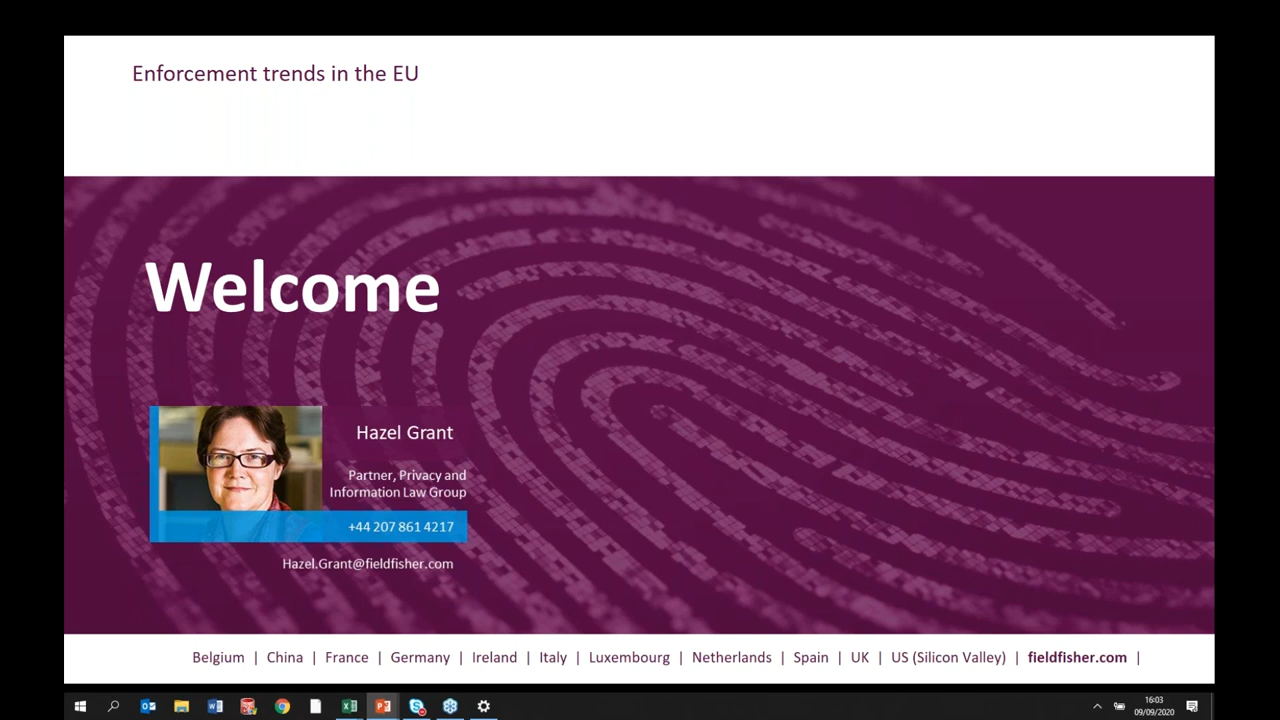 Enforcement trends in the EU
Welcome
Hazel Grant
Partner, Privacy and
Information Law Group
+44 207 861 4217
Hazel.Grant@fieldfisher.com
Belgium | China | France | Germany | Ireland | Italy | Luxembourg | Netherlands | Spain | UK | US (Silicon Valley) | fieldfisher.com |
16:03
09/09/2020